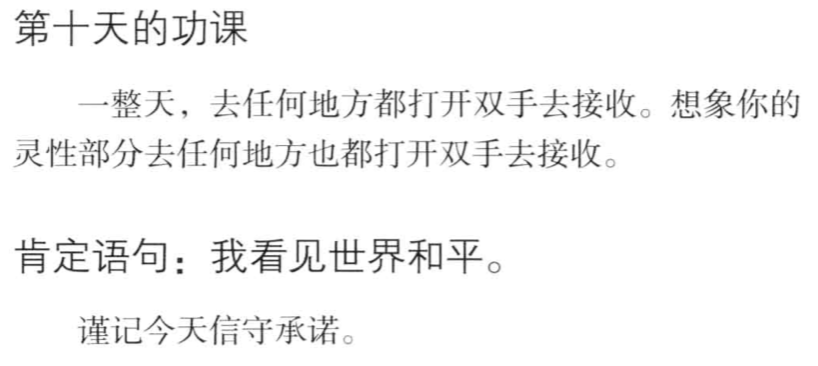 第十天的功课
一整天，去任何地方都打开双手去接收。想象你的
灵性部分去任何地方也都打开双手去接收。
肯定语句：我看见世界和平。
谨记今天信守承诺。